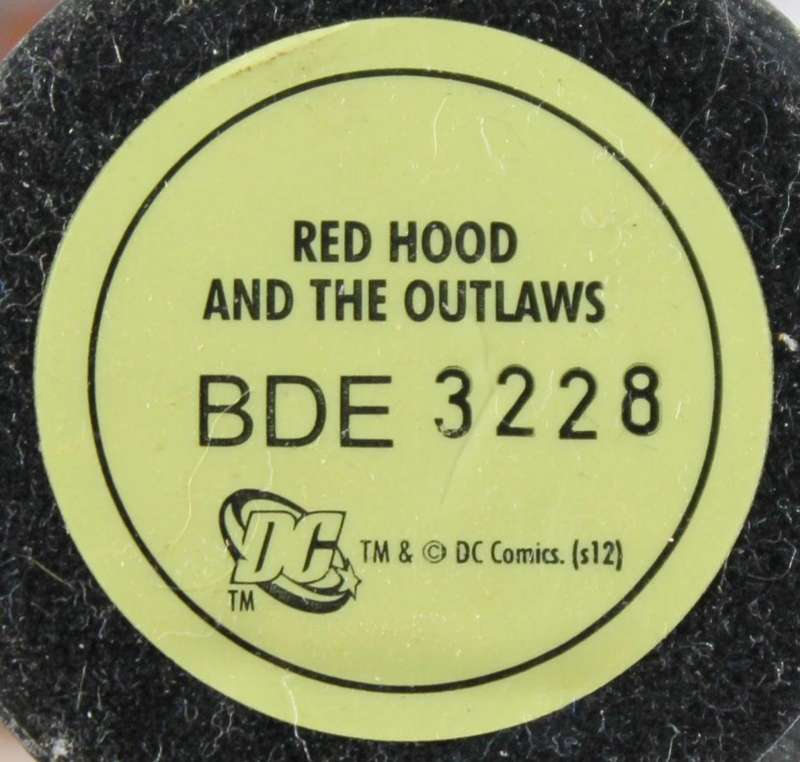 RED HOOD
AND THE OUTLAWS
BDE 3228
DC TM & © DC Comics. (s12)
TM